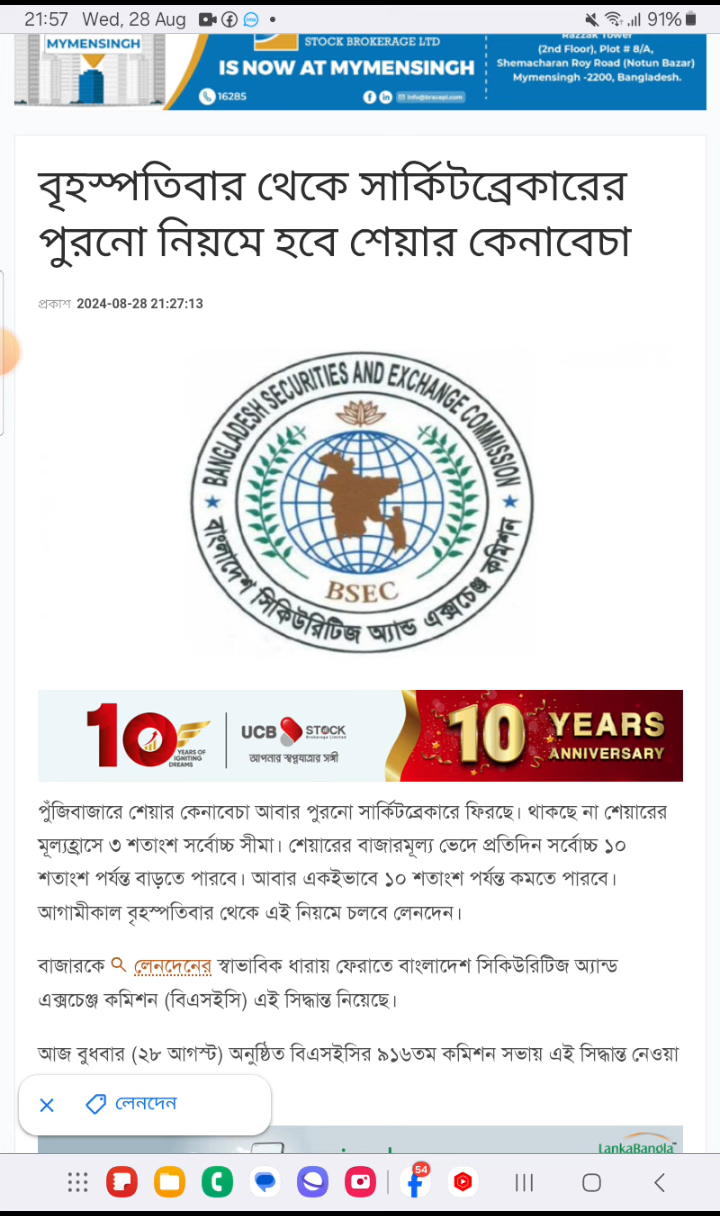 21:57 Wed, 28 Aug
91%
MYMENSINGH
STOCK BROKERAGE LTD
IS NOW AT MYMENSINGH
16285
Razzak Tower
(2nd Floor), Plot # 8/A,
Shemacharan Roy Road (Notun Bazar)
Mymensingh -2200, Bangladesh.
বৃহস্পতিবার থেকে সার্কিটব্রেকারের
পুরনো নিয়মে হবে শেয়ার কেনাবেচা
প্রকাশ 2024-08-28 21:27:13
BANGLADESH SECURITIES AND EXCHANGE COMMISSION
BSEC
বাংলাদেশ সিকিউরিটিজ অ্যান্ড এক্সচেঞ্জ কমিশন
10 YEARS OF
IGNITING
DREAMS
UCB STOCK
Brokerage Limited
আপনার স্বপ্নযাত্রার সঙ্গী
10 YEARS
ANNIVERSARY
পুঁজিবাজারে শেয়ার কেনাবেচা আবার পুরনো সার্কিটব্রেকারে ফিরছে। থাকছে না শেয়ারের
মূল্যহ্রাসে ৩ শতাংশ সর্বোচ্চ সীমা। শেয়ারের বাজারমূল্য ভেদে প্রতিদিন সর্বোচ্চ ১০
শতাংশ পর্যন্ত বাড়তে পারবে। আবার একইভাবে ১০ শতাংশ পর্যন্ত কমতে পারবে।
আগামীকাল বৃহস্পতিবার থেকে এই নিয়মে চলবে লেনদেন।
বাজারকে লেনদেনের স্বাভাবিক ধারায় ফেরাতে বাংলাদেশ সিকিউরিটিজ অ্যান্ড
এক্সচেঞ্জ কমিশন (বিএসইসি) এই সিদ্ধান্ত নিয়েছে।
আজ বুধবার (২৮ আগস্ট) অনুষ্ঠিত বিএসইসির ৯১৬তম কমিশন সভায় এই সিদ্ধান্ত নেওয়া
লেনদেন
LankaBangla
54